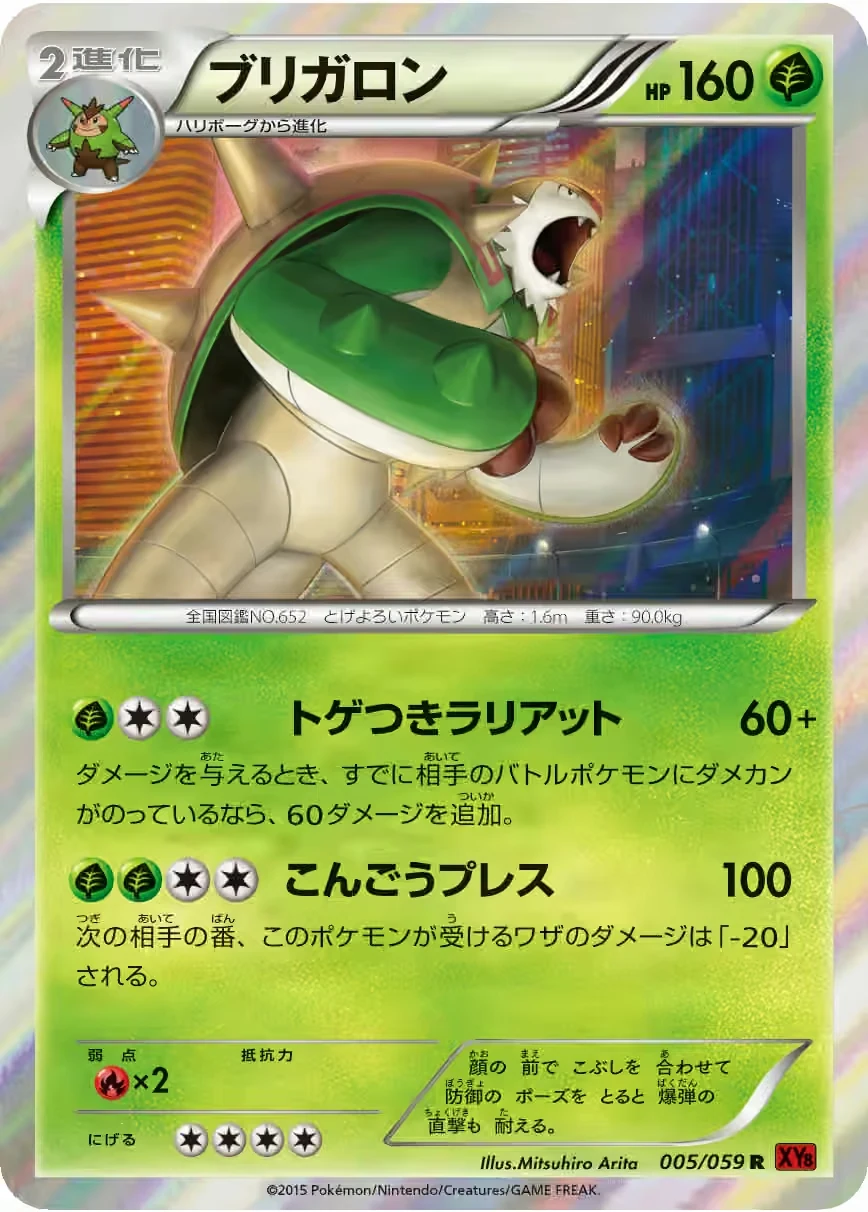 2進化
ブリガロン
HP 160
ハリボーグから進化
全国図鑑NO.652 とげよろいポケモン 高さ：1.6m 重さ：90.0kg
トゲつきラリアット 60+
ダメージを与えるとき、すでに相手のバトルポケモンにダメカン
がのっているなら、60ダメージを追加。
こんごうプレス 100
次の相手の番、このポケモンが受けるワザのダメージは「-20」
される。
弱点 抵抗力
×2
にげる
顔の 前で こぶしを 合わせて
防御の ポーズを とると 爆弾の
直撃も 耐える。
Illus.Mitsuhiro Arita 005/059 R XY8
©2015 Pokémon/Nintendo/Creatures/GAME FREAK.